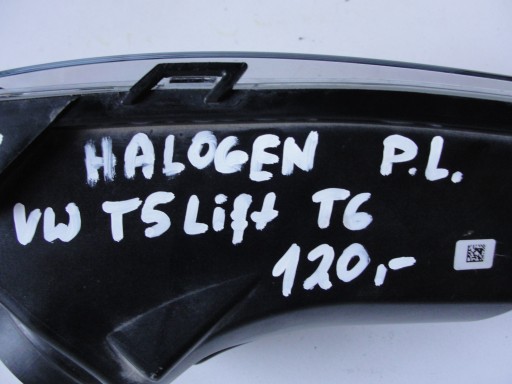 HALOGEN P.L.
VW T5 Lift T6
120,-